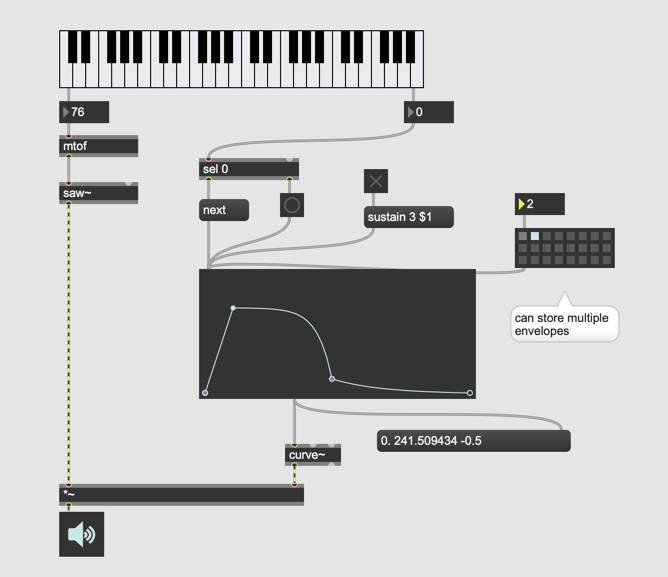 76
0
mtof
sel 0
saw~
next
sustain 3 $1
2
can store multiple
envelopes
0. 241.509434 -0.5
curve~
*~